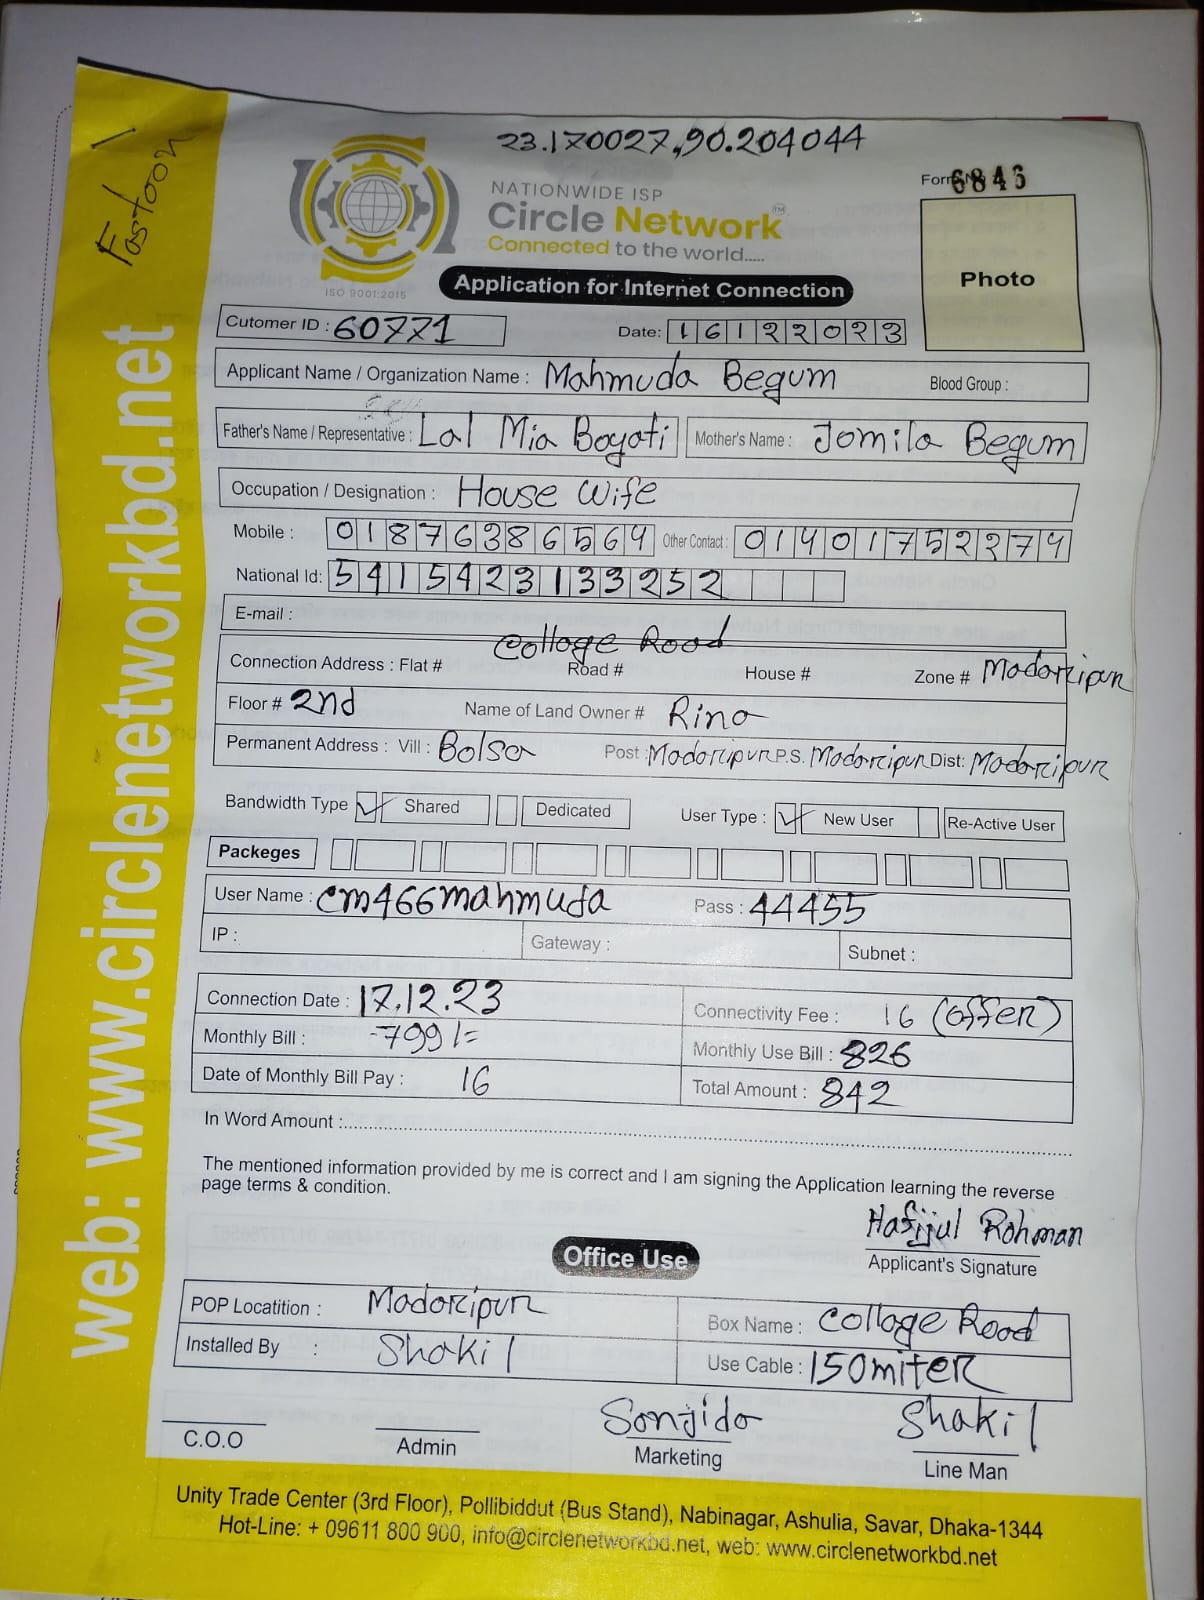 23.170027,90.204044
Fastoon
Form No 6846
NATIONWIDE ISP
Circle Network TM
Connected to the world.....
ISO 9001:2015
Application for Internet Connection
Photo
Cutomer ID : 60771 Date: 16122023
Applicant Name / Organization Name : Mahmuda Begum Blood Group :
Father's Name / Representative : Lal Mia Boyati Mother's Name : Jomila Begum
Occupation / Designation : House Wife
Mobile : 01876386564 Other Contact : 01401752274
National Id: 5415423133252
E-mail :
Collage Road
Connection Address : Flat # Road # House # Zone # Madaripur
Floor # 2nd Name of Land Owner # Rina
Permanent Address : Vill : Bolsa Post : Madaripur P.S. Madaripur Dist: Madaripur
Bandwidth Type Shared Dedicated User Type : New User Re-Active User
Packeges
User Name : cm466mahmuda Pass : 44455
IP : Gateway : Subnet :
Connection Date : 17.12.23 Connectivity Fee : 16 (offer)
Monthly Bill : 799/= Monthly Use Bill : 826
Date of Monthly Bill Pay : 16 Total Amount : 842
In Word Amount :
The mentioned information provided by me is correct and I am signing the Application learning the reverse
page terms & condition.
Hafijul Rohman
Applicant's Signature
Office Use
POP Locatition : Madaripur Box Name : Collage Road
Installed By : Shakil Use Cable : 150miter
Sonjida Shakil
C.O.O Admin Marketing Line Man
Unity Trade Center (3rd Floor), Pollibiddut (Bus Stand), Nabinagar, Ashulia, Savar, Dhaka-1344
Hot-Line: + 09611 800 900, info@circlenetworkbd.net, web: www.circlenetworkbd.net
web: www.circlenetworkbd.net